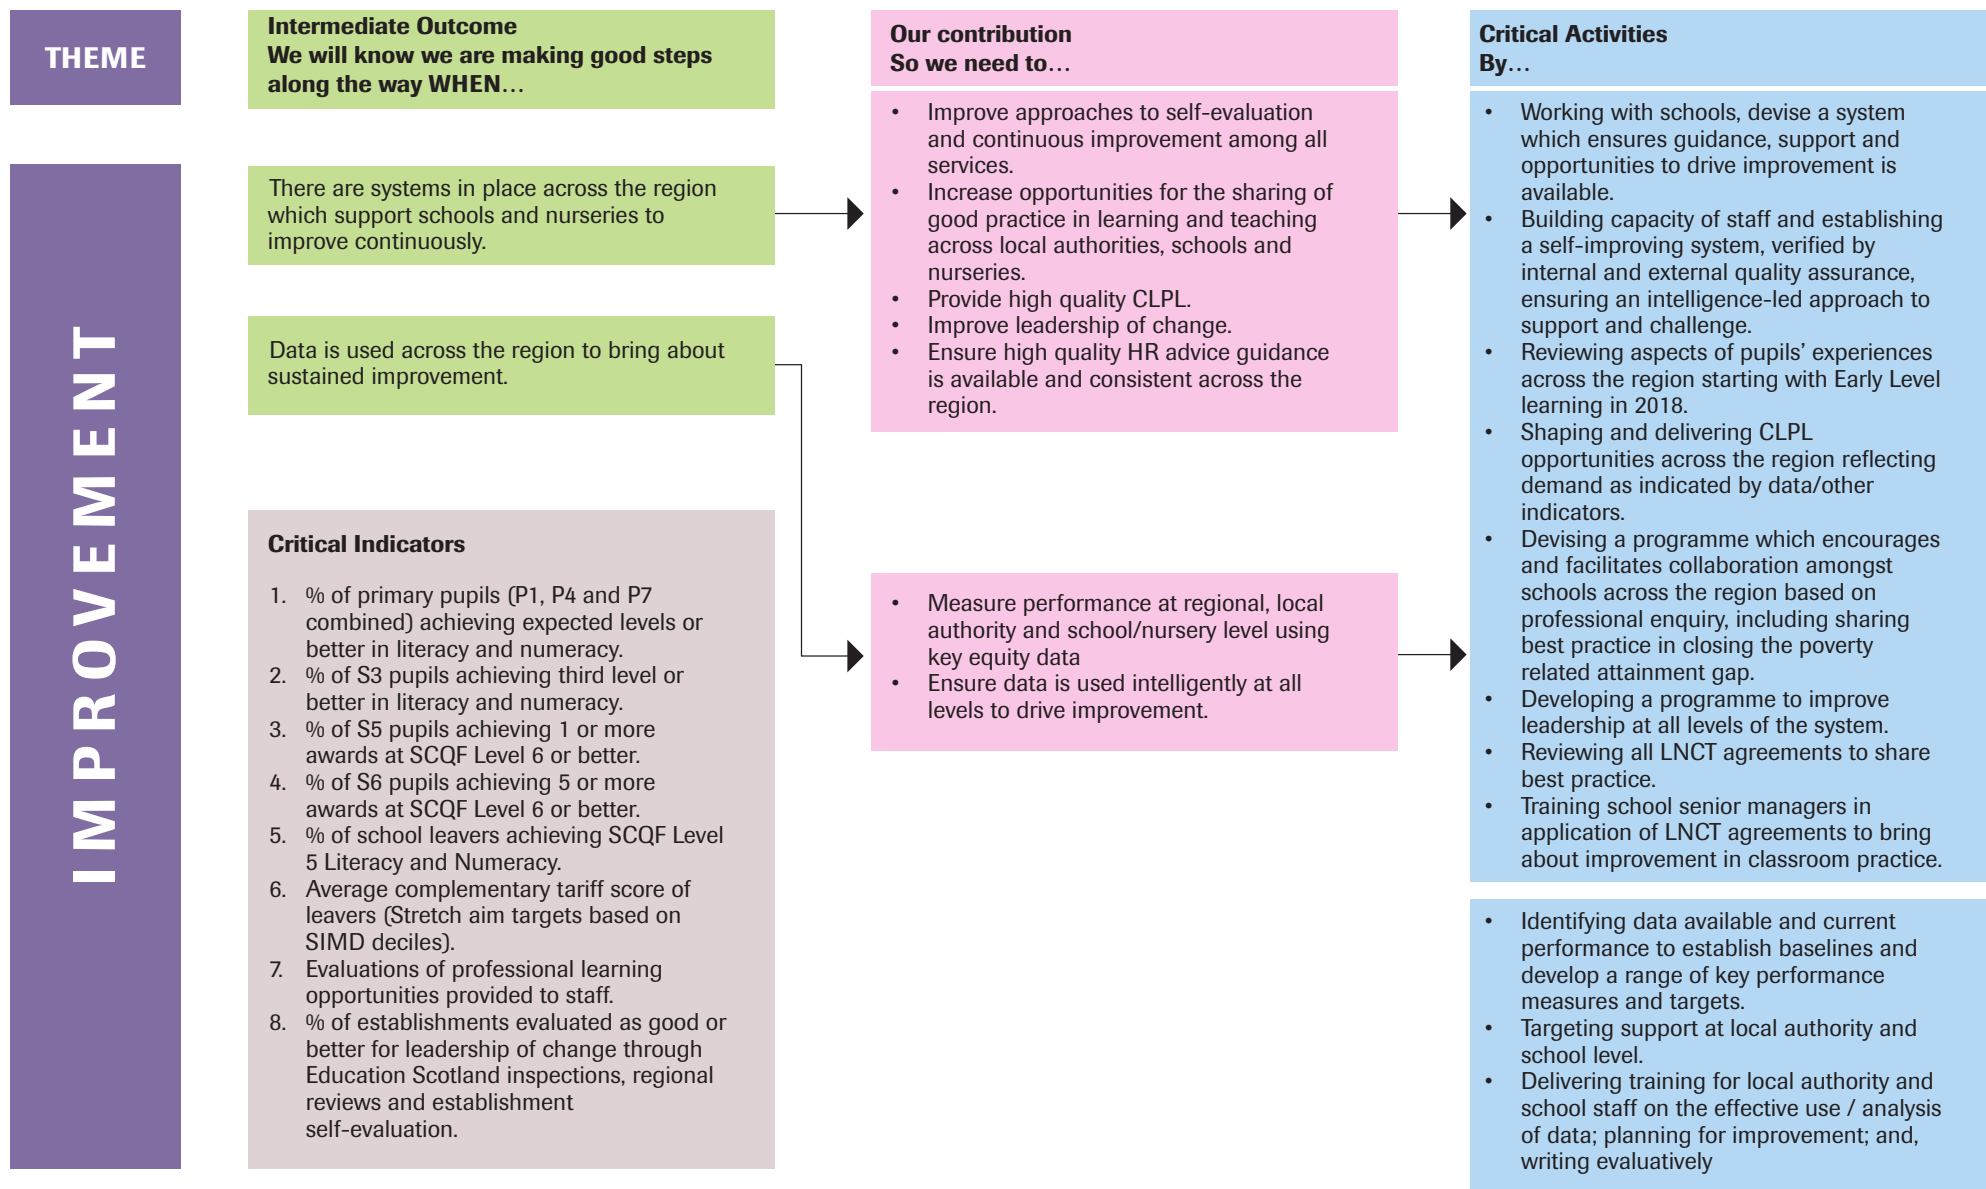 THEME
IMPROVEMENT
Intermediate Outcome
We will know we are making good steps
along the way WHEN…
There are systems in place across the region
which support schools and nurseries to
improve continuously.
Data is used across the region to bring about
sustained improvement.
Critical Indicators
1. % of primary pupils (P1, P4 and P7
combined) achieving expected levels or
better in literacy and numeracy.
2. % of S3 pupils achieving third level or
better in literacy and numeracy.
3. % of S5 pupils achieving 1 or more
awards at SCQF Level 6 or better.
4. % of S6 pupils achieving 5 or more
awards at SCQF Level 6 or better.
5. % of school leavers achieving SCQF Level
5 Literacy and Numeracy.
6. Average complementary tariff score of
leavers (Stretch aim targets based on
SIMD deciles).
7. Evaluations of professional learning
opportunities provided to staff.
8. % of establishments evaluated as good or
better for leadership of change through
Education Scotland inspections, regional
reviews and establishment
self-evaluation.
Our contribution
So we need to…
• Improve approaches to self-evaluation
and continuous improvement among all
services.
• Increase opportunities for the sharing of
good practice in learning and teaching
across local authorities, schools and
nurseries.
• Provide high quality CLPL.
• Improve leadership of change.
• Ensure high quality HR advice guidance
is available and consistent across the
region.
• Measure performance at regional, local
authority and school/nursery level using
key equity data
• Ensure data is used intelligently at all
levels to drive improvement.
Critical Activities
By…
• Working with schools, devise a system
which ensures guidance, support and
opportunities to drive improvement is
available.
• Building capacity of staff and establishing
a self-improving system, verified by
internal and external quality assurance,
ensuring an intelligence-led approach to
support and challenge.
• Reviewing aspects of pupils’ experiences
across the region starting with Early Level
learning in 2018.
• Shaping and delivering CLPL
opportunities across the region reflecting
demand as indicated by data/other
indicators.
• Devising a programme which encourages
and facilitates collaboration amongst
schools across the region based on
professional enquiry, including sharing
best practice in closing the poverty
related attainment gap.
• Developing a programme to improve
leadership at all levels of the system.
• Reviewing all LNCT agreements to share
best practice.
• Training school senior managers in
application of LNCT agreements to bring
about improvement in classroom practice.
• Identifying data available and current
performance to establish baselines and
develop a range of key performance
measures and targets.
• Targeting support at local authority and
school level.
• Delivering training for local authority and
school staff on the effective use / analysis
of data; planning for improvement; and,
writing evaluatively